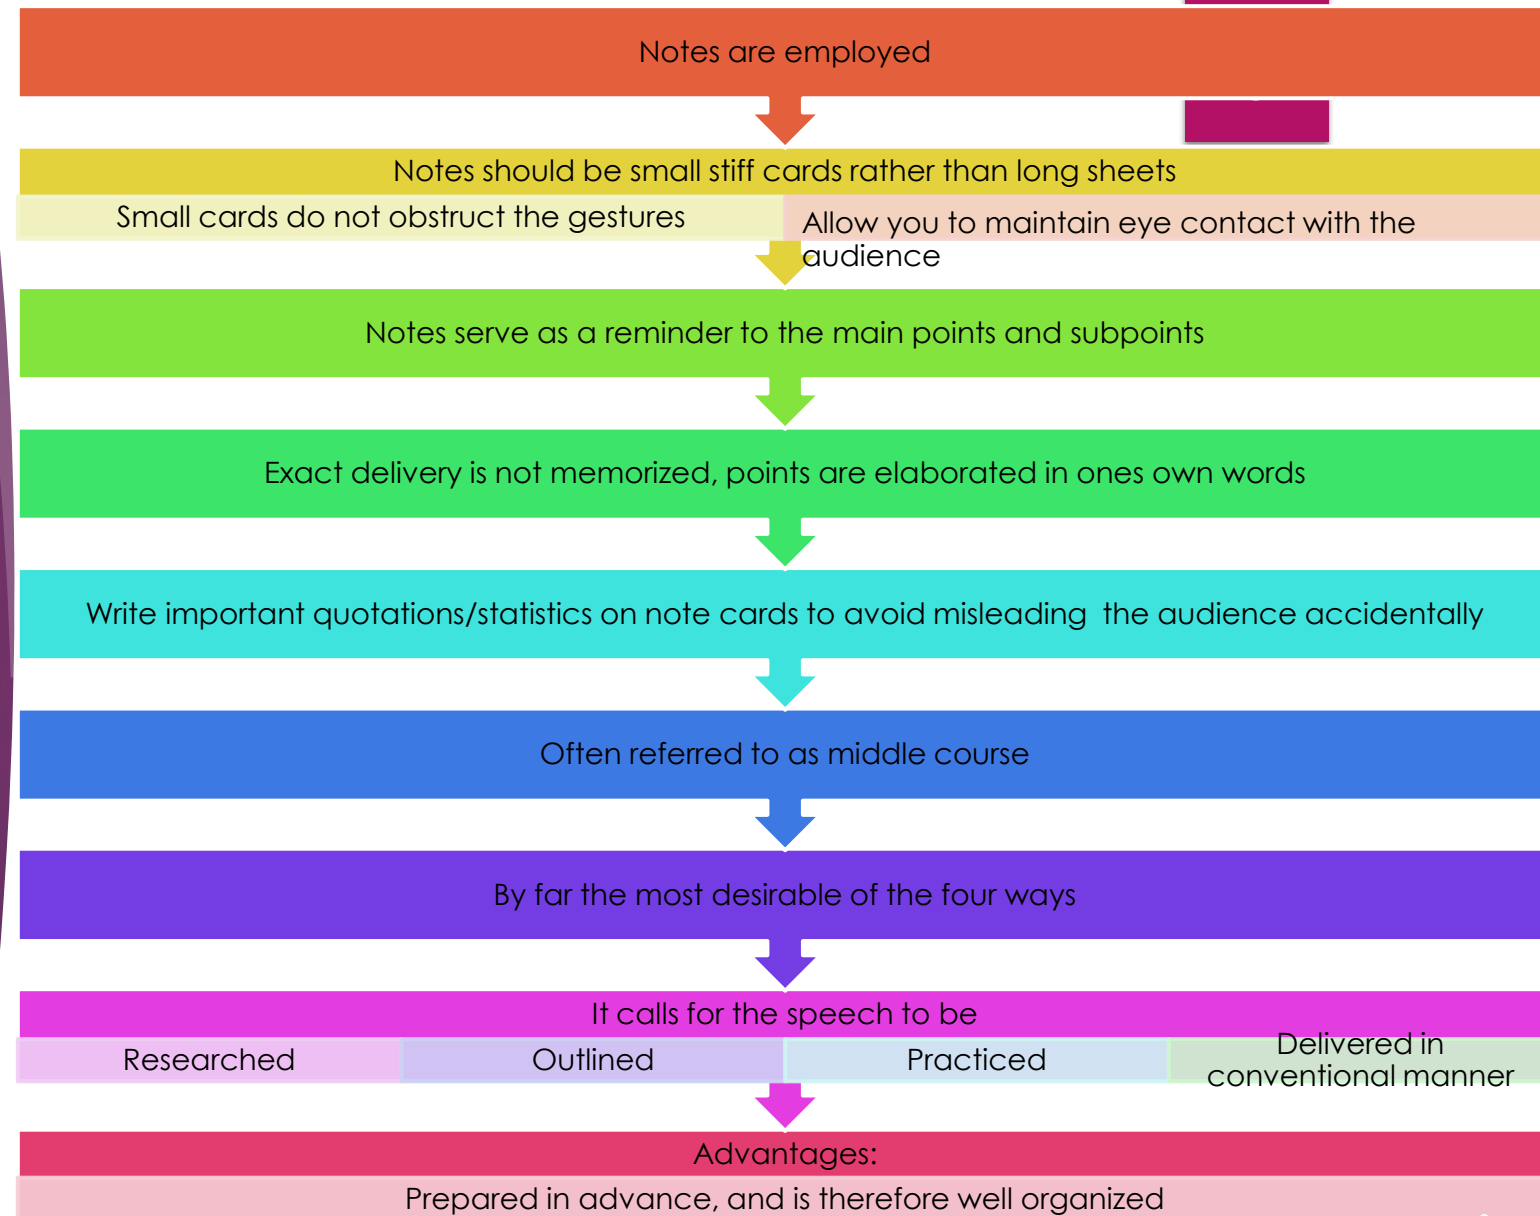 Notes are employed
Notes should be small stiff cards rather than long sheets
Small cards do not obstruct the gestures
Allow you to maintain eye contact with the
audience
Notes serve as a reminder to the main points and subpoints
Exact delivery is not memorized, points are elaborated in ones own words
Write important quotations/statistics on note cards to avoid misleading  the audience accidentally
Often referred to as middle course
By far the most desirable of the four ways
It calls for the speech to be
Researched
Outlined
Practiced
Delivered in
conventional manner
Advantages:
Prepared in advance, and is therefore well organized